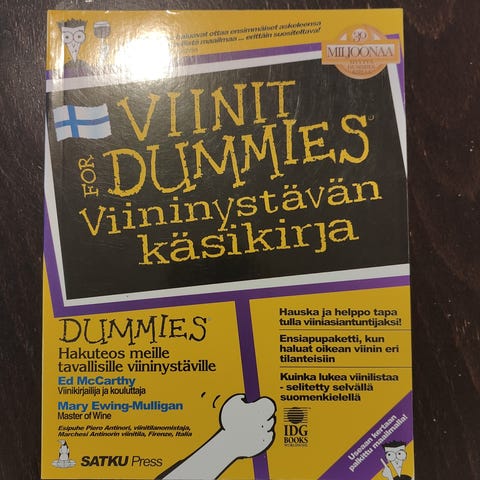 haluavat ottaa ensimmäiset askeleensa
maailmaa ... erittäin suositeltava!
MILJOONAA
VIINIT
FOR
DUMMIES®
Viininystävän
käsikirja
DUMMIES®
Hakuteos meille
tavallisille viininystäville
Ed McCarthy
Viinikirjailija ja kouluttaja
Mary Ewing-Mulligan
Master of Wine
Esipuhe Piero Antinori, viinitilanomistaja,
Marchesi Antinorin viinitila, Firenze, Italia
SATKU Press
Hauska ja helppo tapa
tulla viiniasiantuntijaksi!
Ensiapupaketti, kun
haluat oikean viinin eri
tilanteisiin
Kuinka lukea viinilistaa
- selitetty selvällä
suomenkielellä
IDG
BOOKS
WORLDWIDE
Useaan kertaan
palkittu maailmalla!